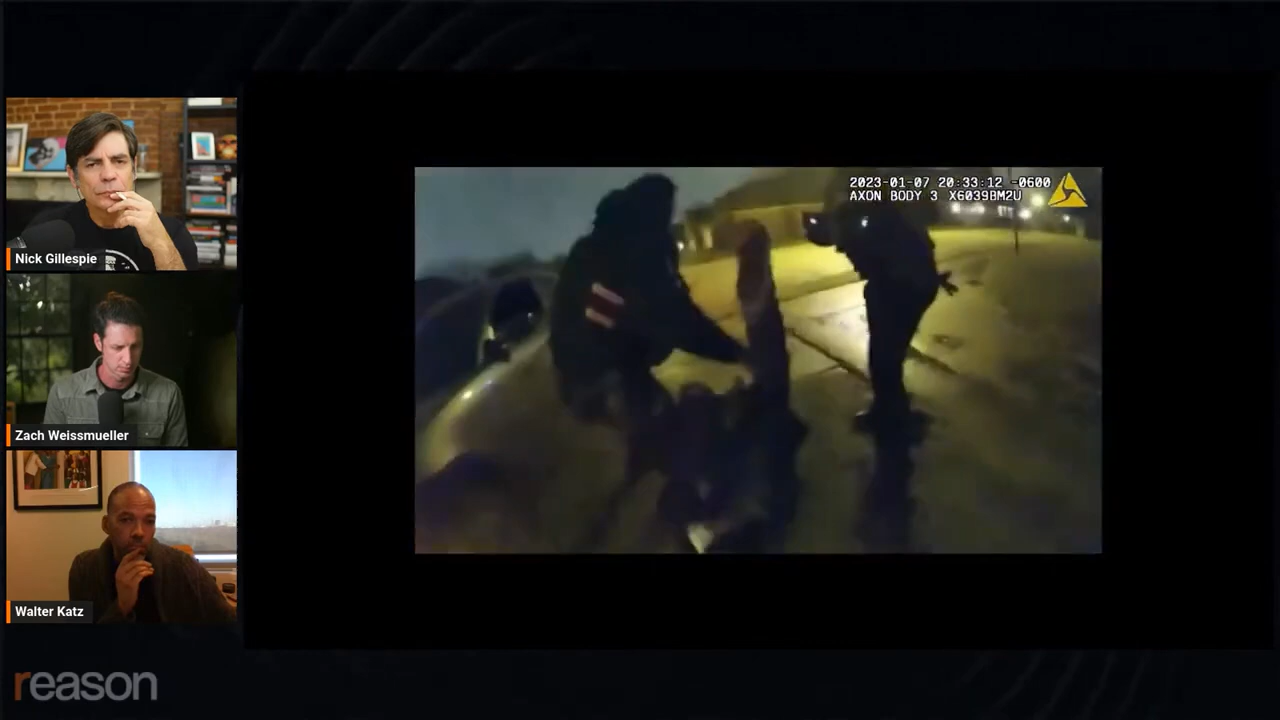 Nick Gillespie
Zach Weissmueller
Walter Katz
reason
2023-01-07 20:33:12 -0600
AXON BODY 3 X6039BM2U